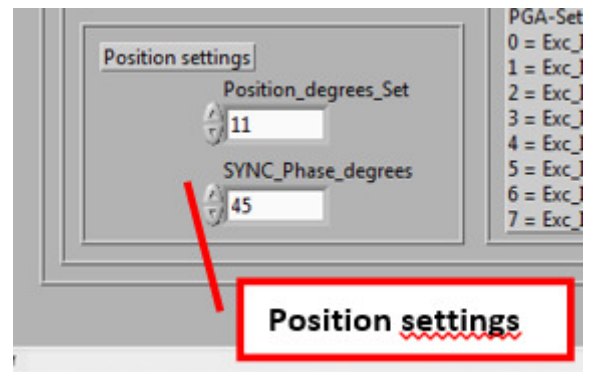 Position settings
Position_degrees_Set
11
SYNC_Phase_degrees
45
PGA-Set
0 = Exc_
1 = Exc_
2 = Exc_
3 = Exc_
4 = Exc_
5 = Exc_
6 = Exc_
7 = Exc_
Position settings